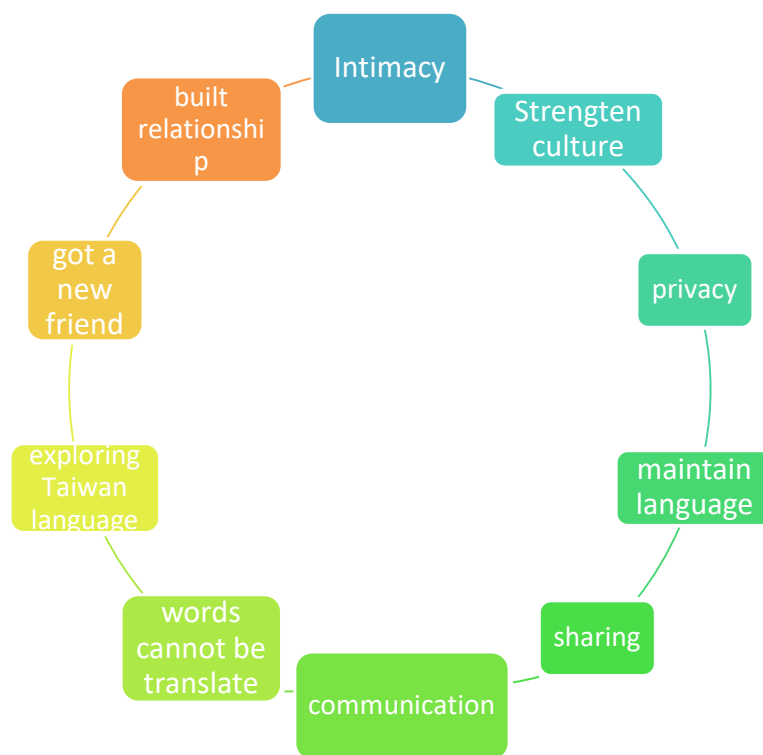 Intimacy
Strengten
culture
privacy
maintain
language
sharing
communication
words
cannot be
translate
exploring
Taiwan
language
got a
new
friend
built
relationshi
p